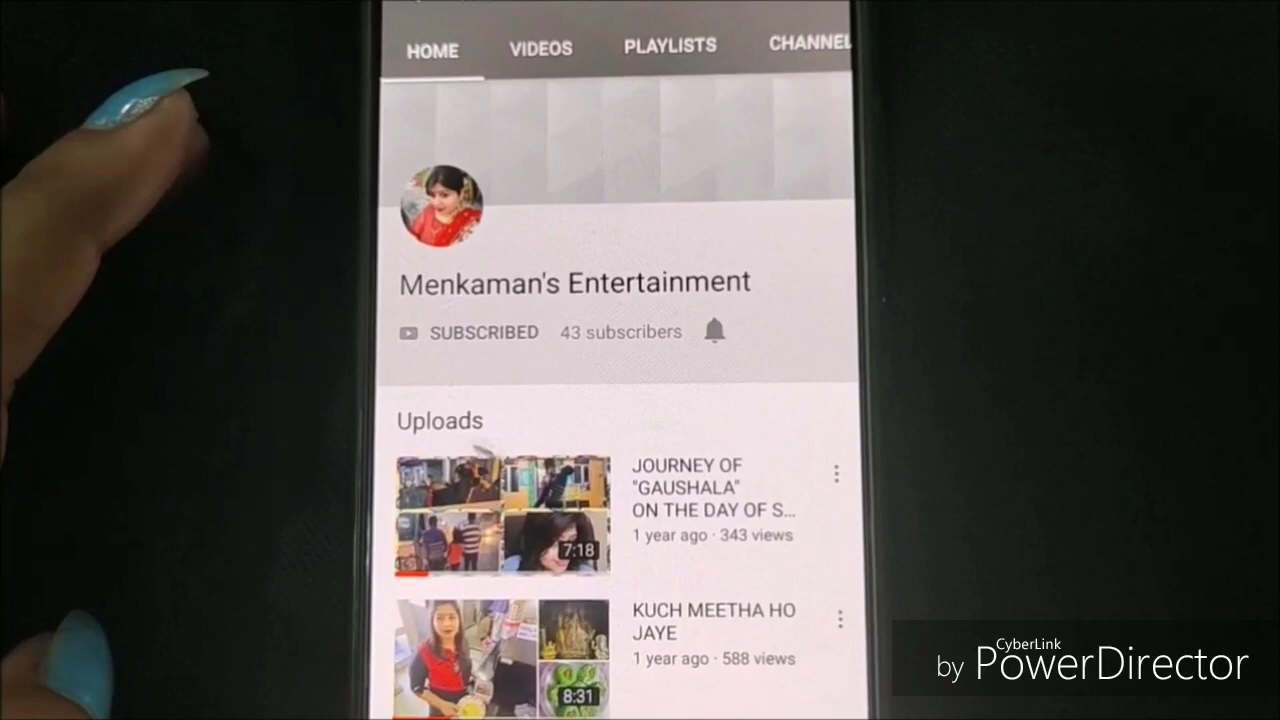 HOME VIDEOS PLAYLISTS CHANNEL
Menkaman's Entertainment
SUBSCRIBED 43 subscribers
Uploads
JOURNEY OF
"GAUSHALA"
ON THE DAY OF S...
1 year ago · 343 views
7:18
KUCH MEETHA HO
JAYE
1 year ago · 588 views
8:31
CyberLink
by PowerDirector